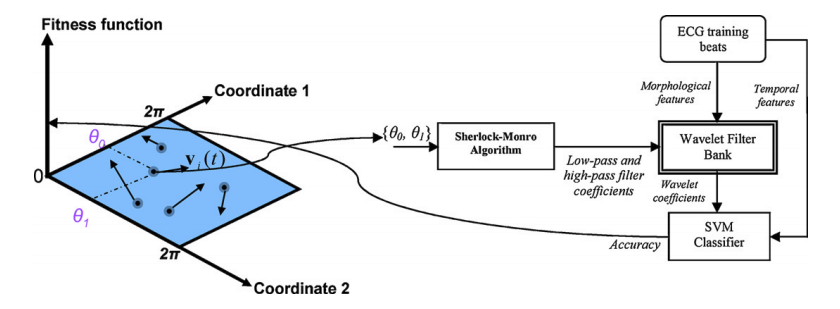 Fitness function
Coordinate 1
2π
θ0
vi(t)
0
θ1
2π
Coordinate 2
{θ0, θ1}
Sherlock-Monro
Algorithm
Low-pass and
high-pass filter
coefficients
ECG training
beats
Morphological
features
Temporal
features
Wavelet Filter
Bank
Wavelet
coefficients
SVM
Classifier
Accuracy